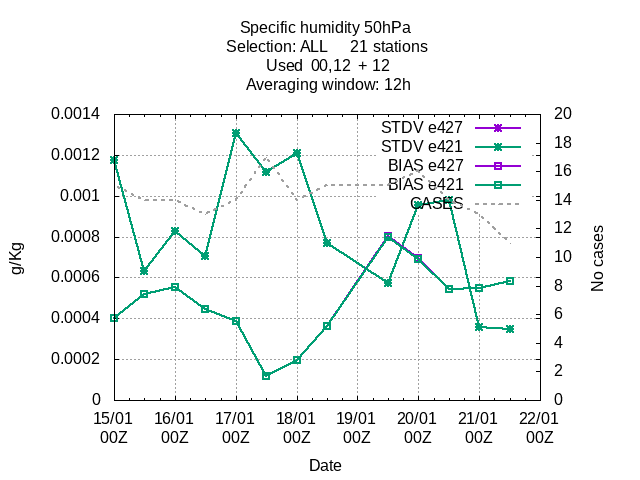 Specific humidity 50hPa
Selection: ALL     21 stations
Used  00,12  + 12
Averaging window: 12h
0.0014
0.0012
0.001
0.0008
0.0006
0.0004
0.0002
0
g/Kg
STDV e427
STDV e421
BIAS e427
BIAS e421
CASES
20
18
16
14
12
10
8
6
4
2
0
No cases
15/01 16/01 17/01 18/01 19/01 20/01 21/01 22/01
00Z 00Z 00Z 00Z 00Z 00Z 00Z 00Z
Date